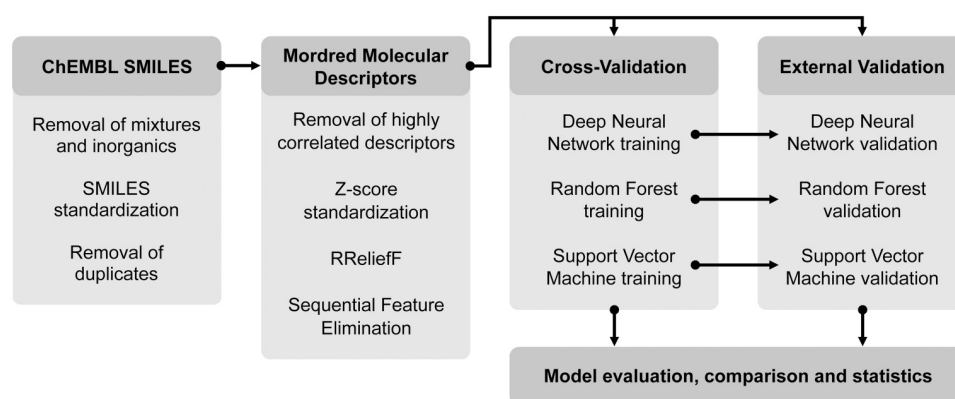 ChEMBL SMILES
Removal of mixtures
and inorganics
SMILES
standardization
Removal of
duplicates
Mordred Molecular
Descriptors
Removal of highly
correlated descriptors
Z-score
standardization
RReliefF
Sequential Feature
Elimination
Cross-Validation
Deep Neural
Network training
Random Forest
training
Support Vector
Machine training
External Validation
Deep Neural
Network validation
Random Forest
validation
Support Vector
Machine validation
Model evaluation, comparison and statistics